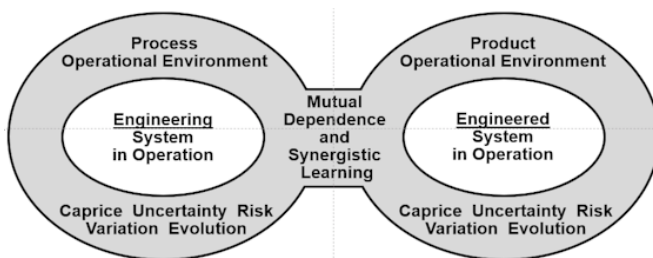 Process
Operational Environment
Engineering
System
in Operation
Caprice Uncertainty Risk
Variation Evolution
Mutual
Dependence
and
Synergistic
Learning
Product
Operational Environment
Engineered
System
in Operation
Caprice Uncertainty Risk
Variation Evolution